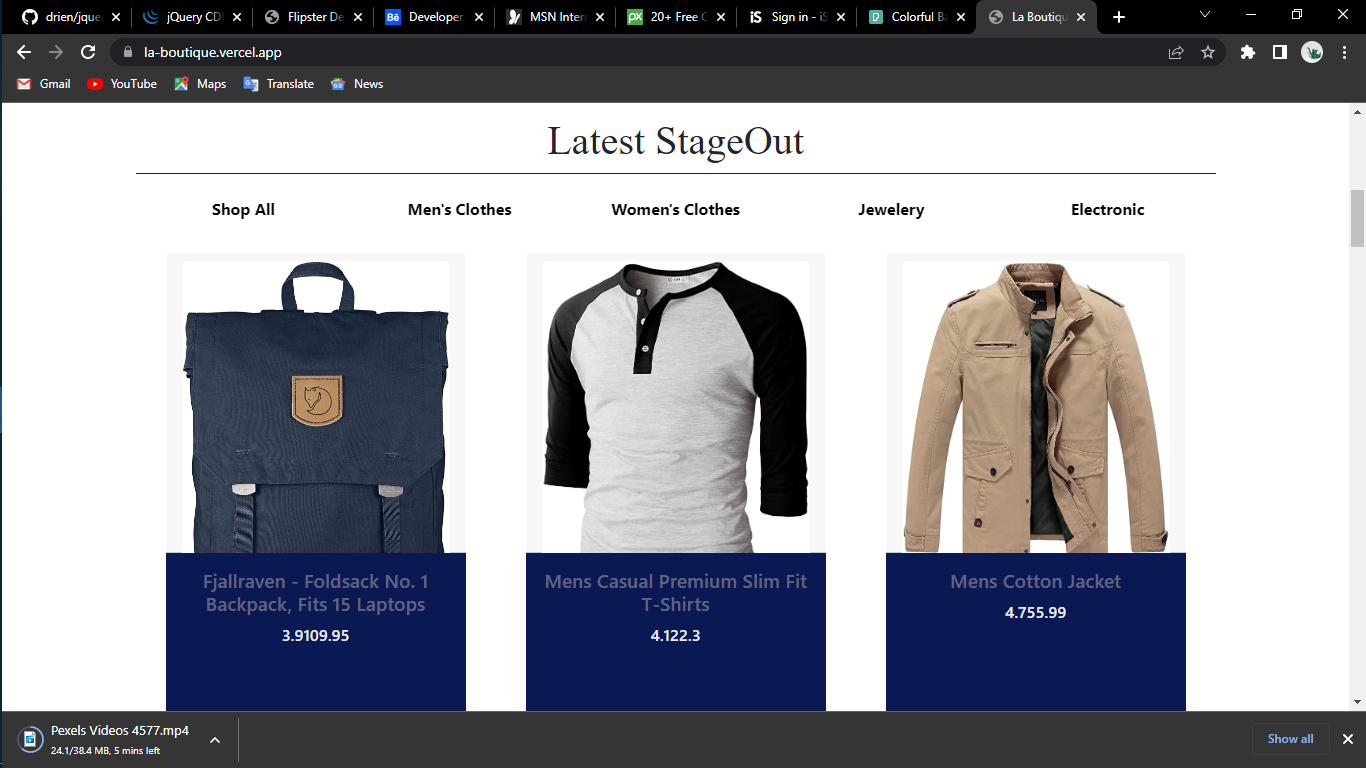 drien/jque
jQuery CD
Flipster De
Developer
MSN Inter
20+ Free C
Sign in - iS
Colorful Ba
La Boutiqu
la-boutique.vercel.app
Gmail
YouTube
Maps
Translate
News
Latest StageOut
Shop All
Men's Clothes
Women's Clothes
Jewelery
Electronic
Fjallraven - Foldsack No. 1
Backpack, Fits 15 Laptops
3.9109.95
Mens Casual Premium Slim Fit
T-Shirts
4.122.3
Mens Cotton Jacket
4.755.99
Pexels Videos 4577.mp4
24.1/38.4 MB, 5 mins left
Show all